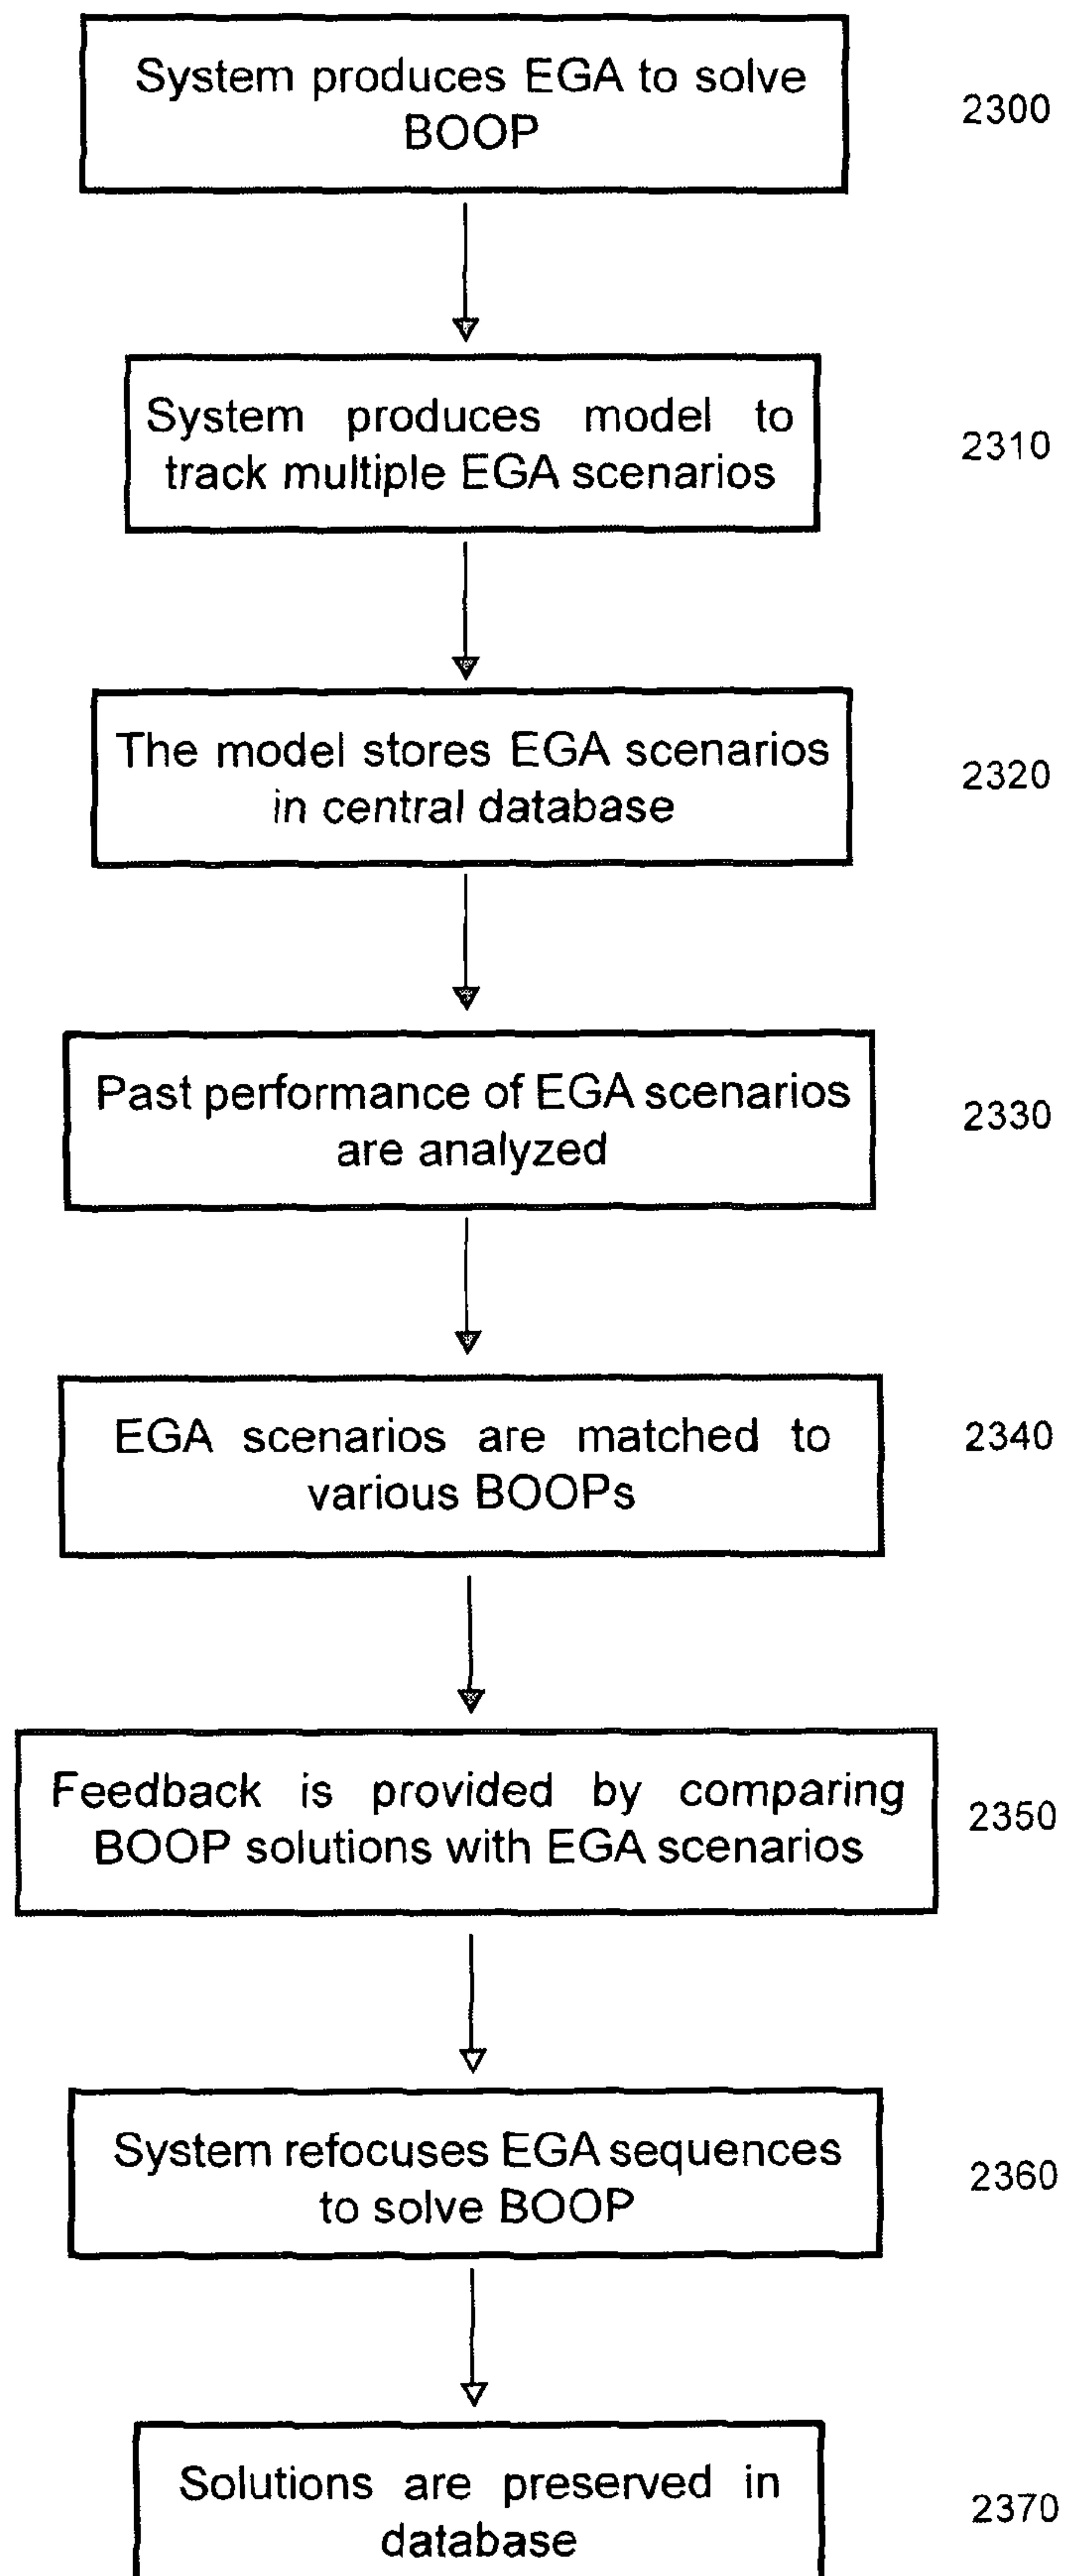 System produces EGA to solve
BOOP
2300
System produces model to
track multiple EGA scenarios
2310
The model stores EGA scenarios
in central database
2320
Past performance of EGA scenarios
are analyzed
2330
EGA scenarios are matched to
various BOOPs
2340
Feedback is provided by comparing
BOOP solutions with EGA scenarios
2350
System refocuses EGA sequences
to solve BOOP
2360
Solutions are preserved in
database
2370